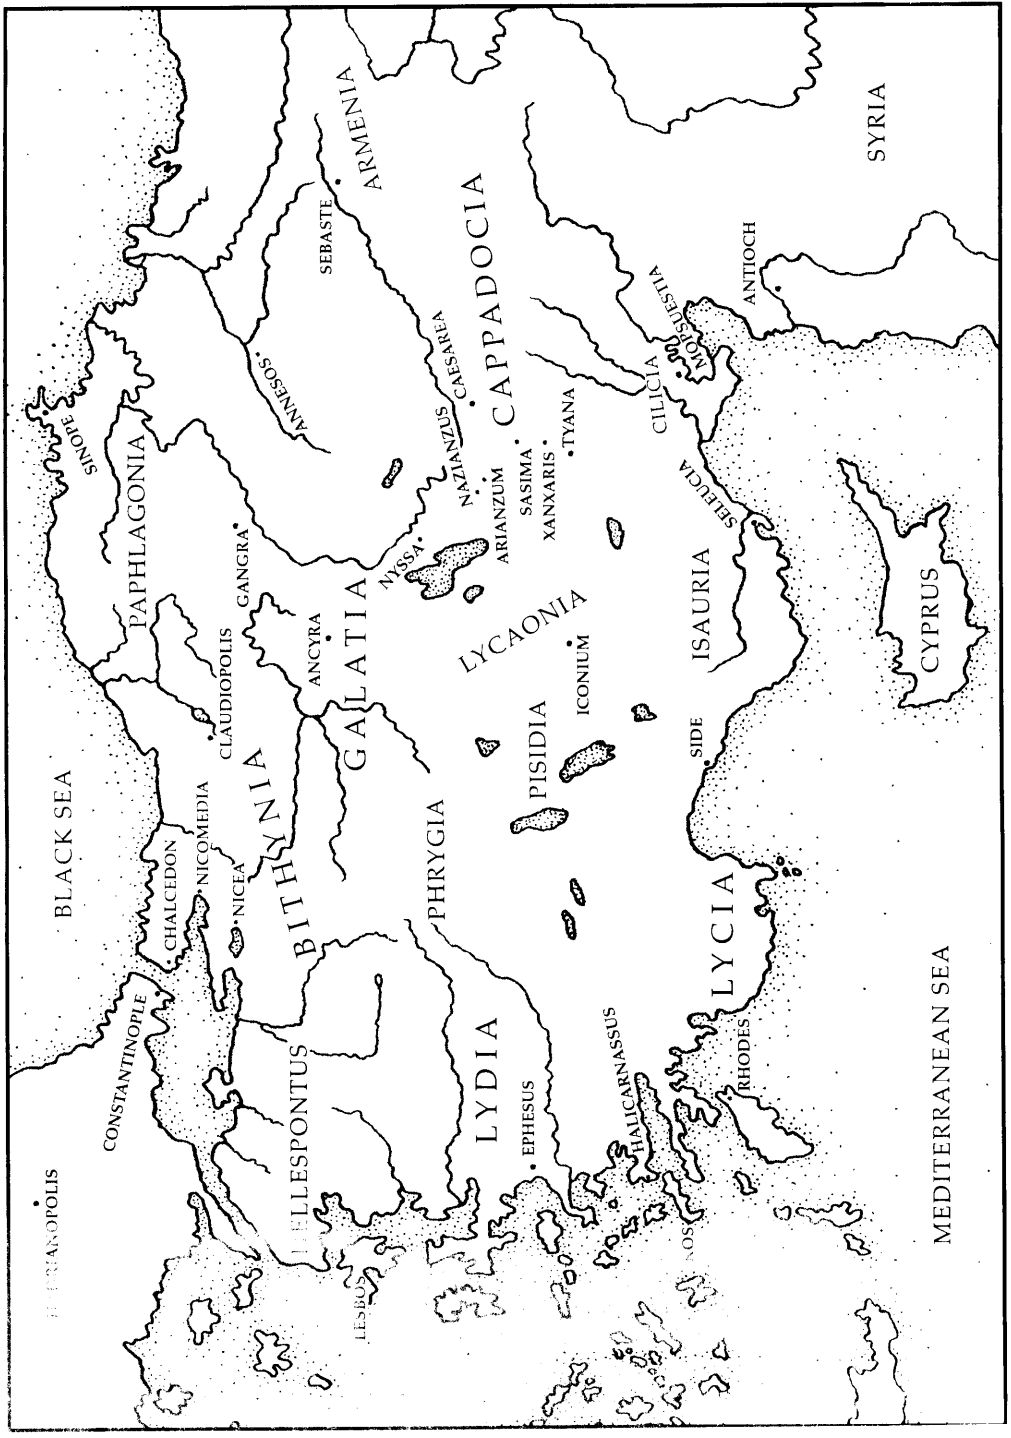 BLACK SEA
CONSTANTINOPLE
CHALCEDON
NICOMEDIA
NICEA
BITHYNIA
CLAUDIOPOLIS
PAPHLAGONIA
SINOPE
GANGRA
ANCYRA
GALATIA
ANNESOS
SEBASTE
ARMENIA
LESBOS
PHRYGIA
NYSSA
NAZIANZUS
CAESAREA
CAPPADOCIA
ARIANZUM
SASIMA
XANXARIS
TYANA
LYDIA
EPHESUS
PISIDIA
LYCAONIA
ICONIUM
HALICARNASSUS
RHODES
LYCIA
SIDE
ISAURIA
SELEUCIA
CILICIA
MOPSUESTIA
ANTIOCH
SYRIA
CYPRUS
MEDITERRANEAN SEA